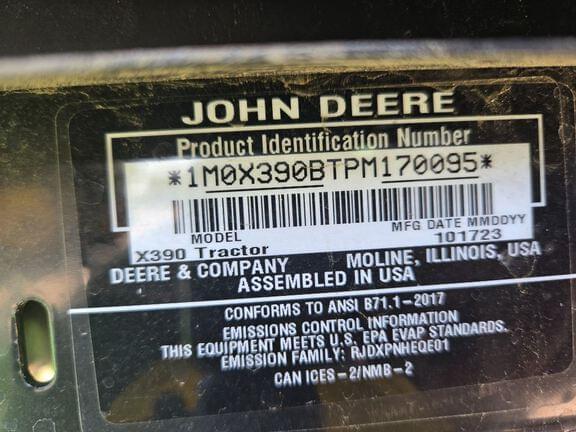 JOHN DEERE
Product Identification Number
*1M0X390BTPM170095*
MODEL MFG DATE MMDDYY
X390 Tractor 101723
DEERE & COMPANY MOLINE, ILLINOIS, USA
ASSEMBLED IN USA
CONFORMS TO ANSI B71.1-2017
EMISSIONS CONTROL INFORMATION
THIS EQUIPMENT MEETS U.S. EPA EVAP STANDARDS.
EMISSION FAMILY: RJDXPNHEQE01
CAN ICES-2/NMB-2